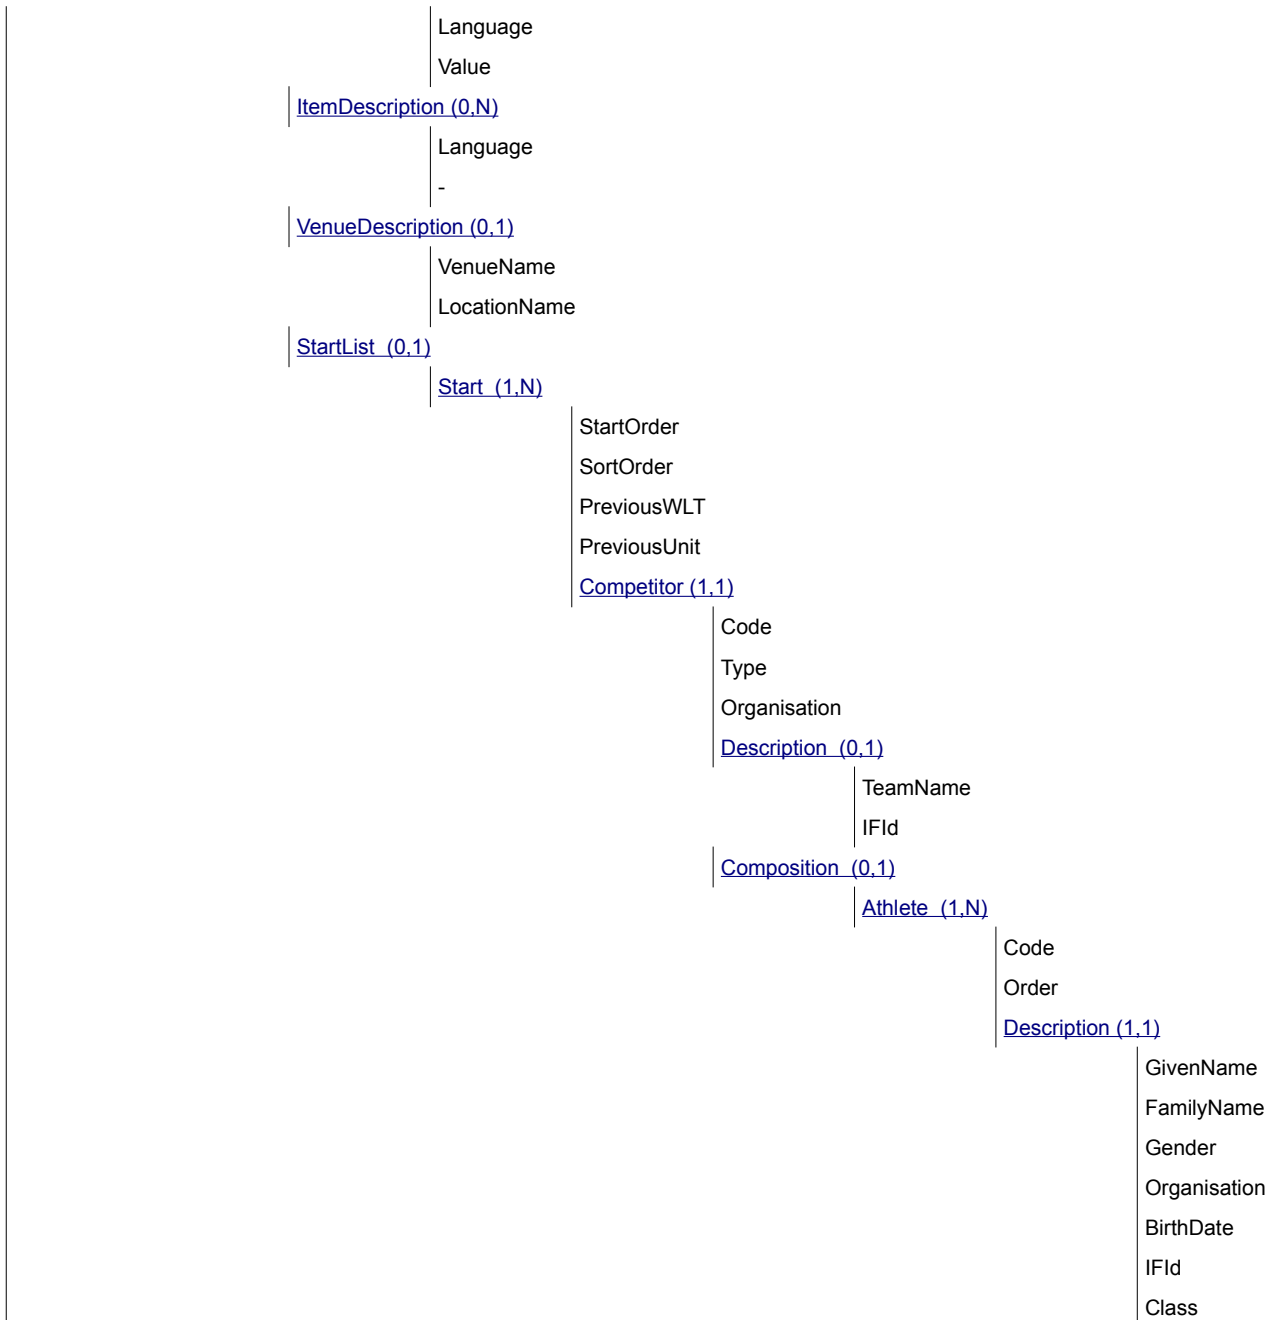 Language
Value
ItemDescription (0,N)
Language
-
VenueDescription (0,1)
VenueName
LocationName
StartList  (0,1)
Start  (1,N)
StartOrder
SortOrder
PreviousWLT
PreviousUnit
Competitor (1,1)
Code
Type
Organisation
Description  (0,1)
TeamName
IFId
Composition  (0,1)
Athlete  (1,N)
Code
Order
Description (1,1)
GivenName
FamilyName
Gender
Organisation
BirthDate
IFId
Class